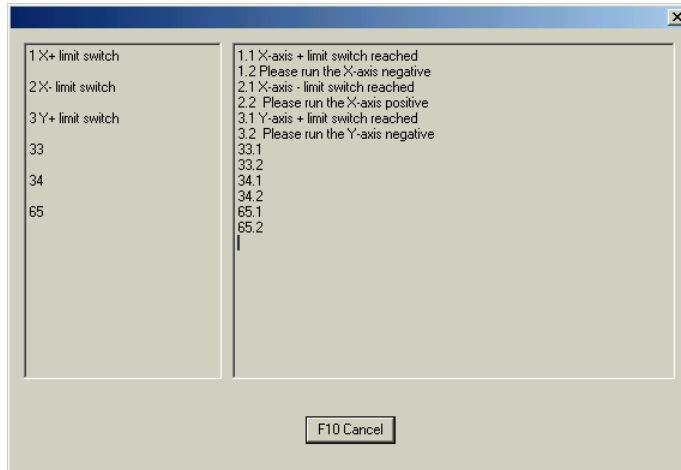 1 X+ limit switch
2 X- limit switch
3 Y+ limit switch
33
34
65
1.1 X-axis + limit switch reached
1.2 Please run the X-axis negative
2.1 X-axis - limit switch reached
2.2  Please run the X-axis positive
3.1 Y-axis + limit switch reached
3.2  Please run the Y-axis negative
33.1
33.2
34.1
34.2
65.1
65.2
F10 Cancel